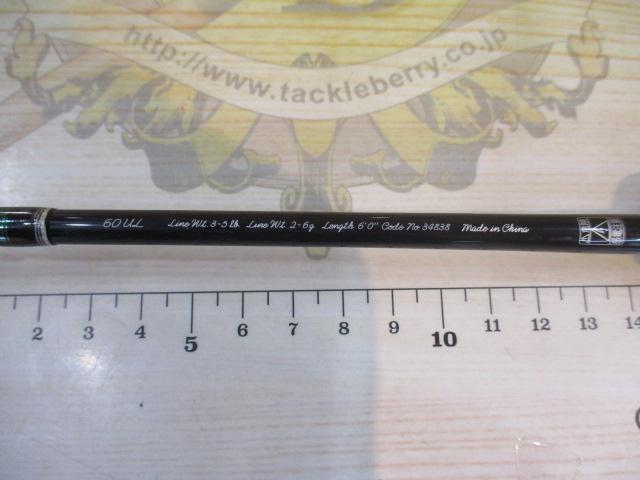 http://www.tackleberry.co.jp
60UL Line Wt. 3-5 lb Lure Wt. 2-6g Length 6'0" Code No 34838 Made in China
2 3 4 5 6 7 8 9 10 11 12 13 14